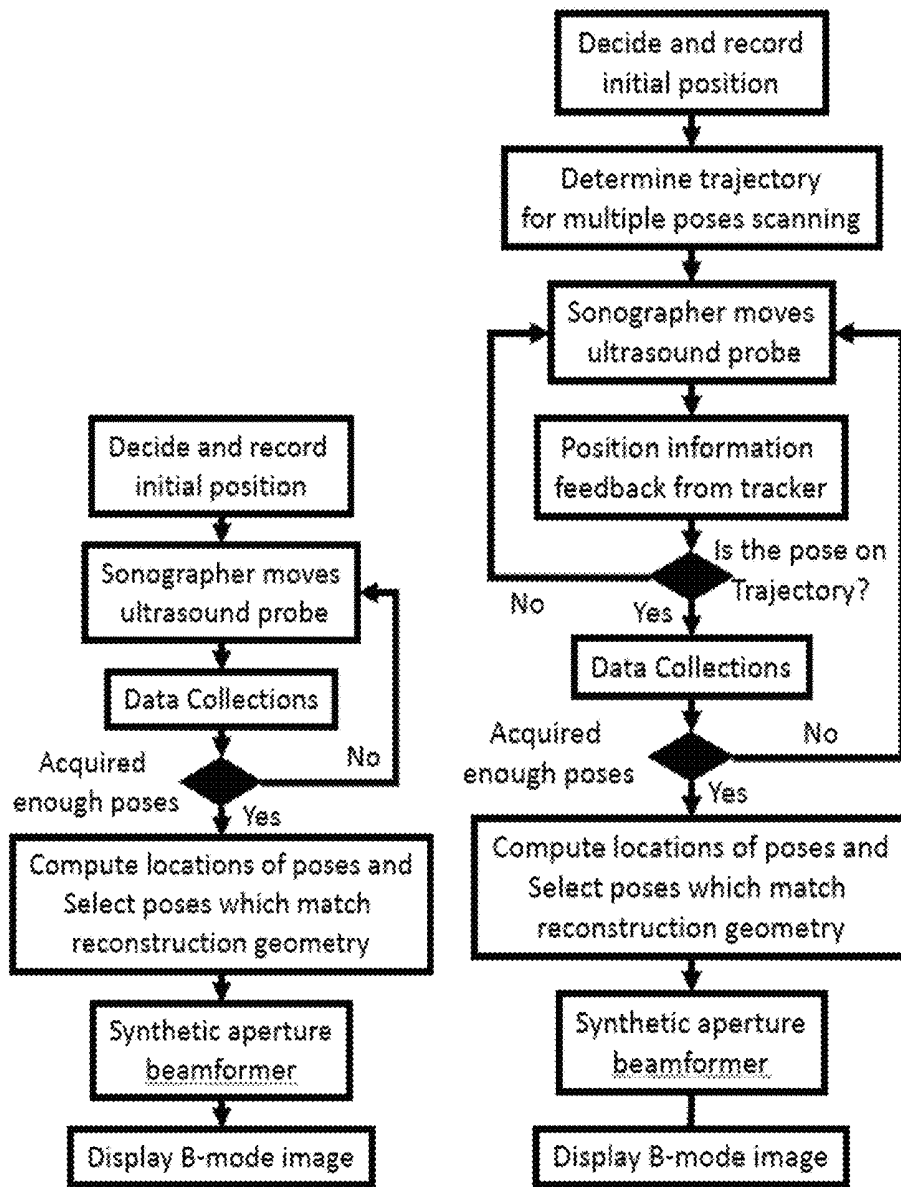 Decide and record
initial position
Sonographer moves
ultrasound probe
Data Collections
Acquired
enough poses
No
Yes
Compute locations of poses and
Select poses which match
reconstruction geometry
Synthetic aperture
beamformer
Display B-mode image
Decide and record
initial position
Determine trajectory
for multiple poses scanning
Sonographer moves
ultrasound probe
Position information
feedback from tracker
Is the pose on
Trajectory?
No
Yes
Data Collections
Acquired
enough poses
No
Yes
Compute locations of poses and
Select poses which match
reconstruction geometry
Synthetic aperture
beamformer
Display B-mode image